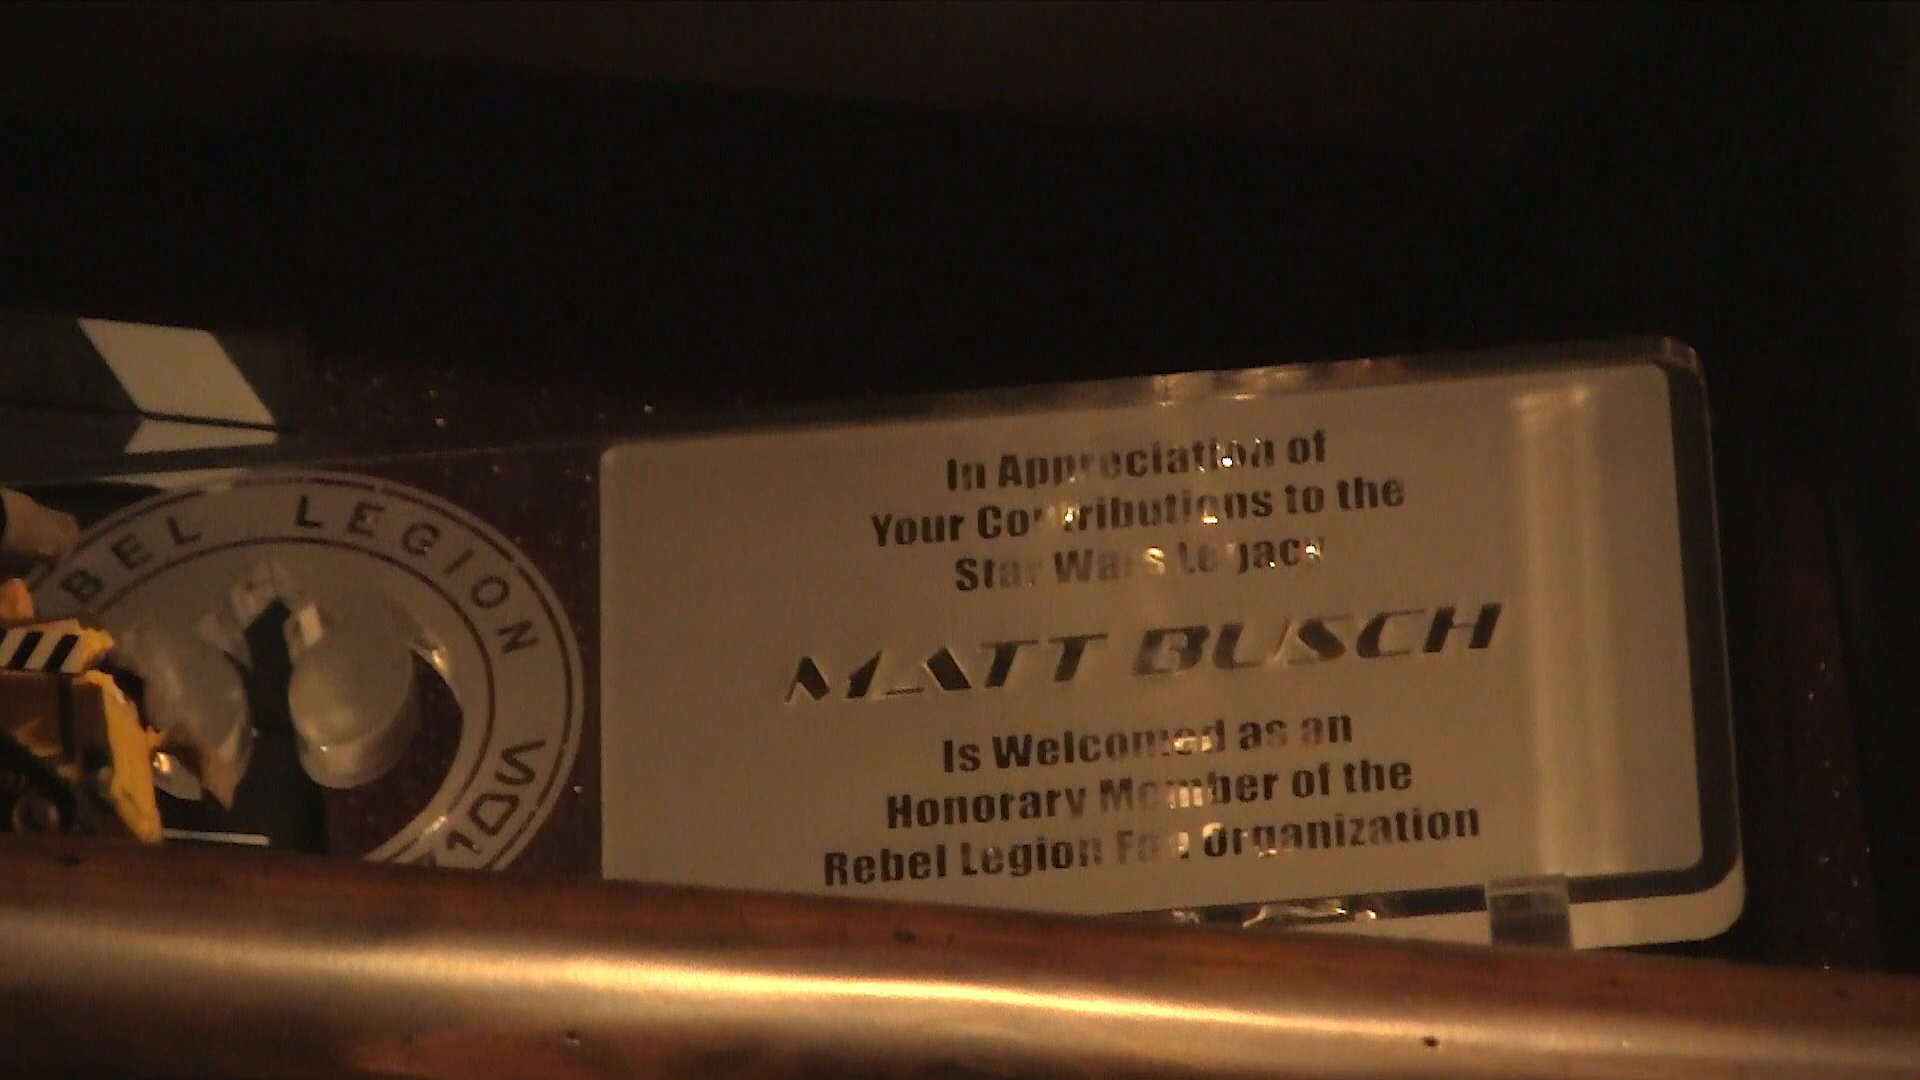 BEL LEGION
In Appreciation of
Your Contributions to the
Star Wars Legacy
MATT BUSCH
Is Welcomed as an
Honorary Member of the
Rebel Legion Fan Organization